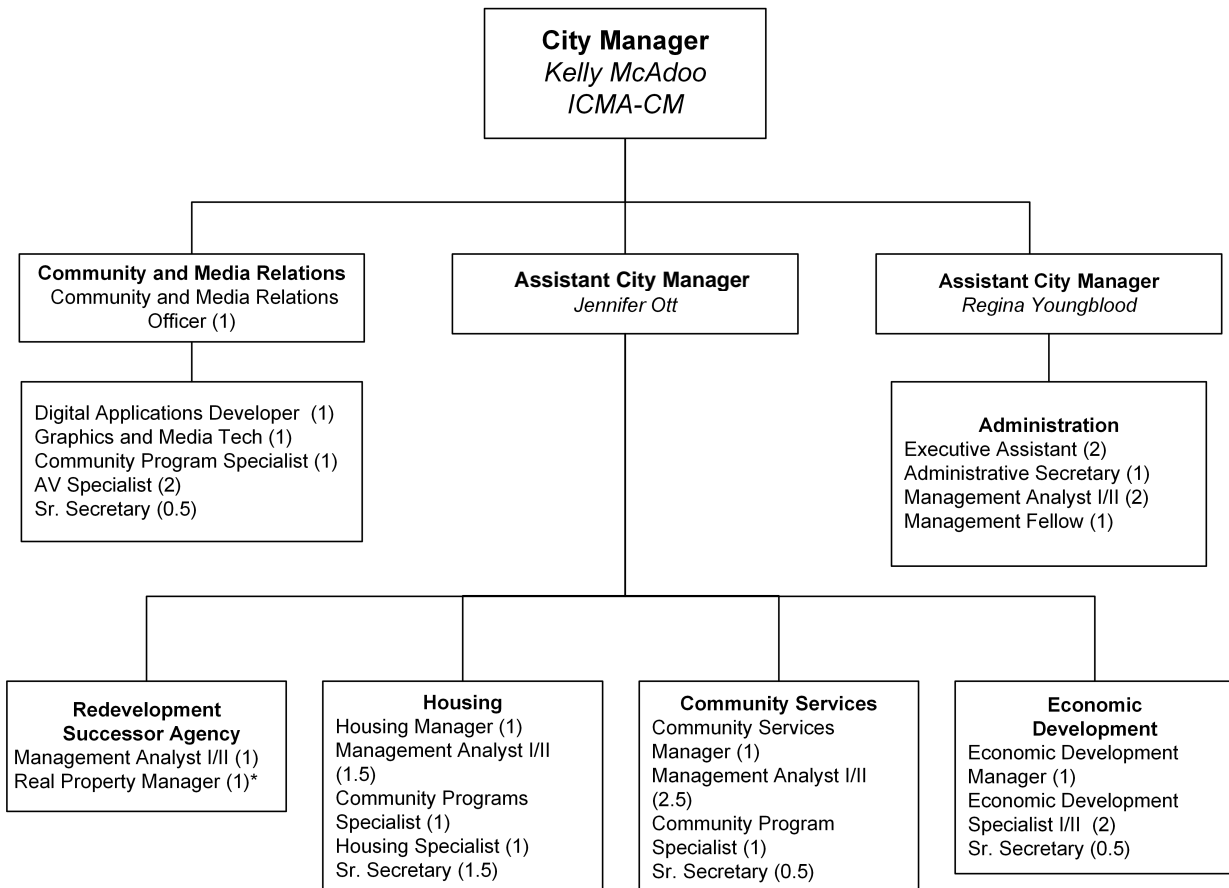 City Manager
Kelly McAdoo
ICMA-CM
Community and Media Relations
Community and Media Relations
Officer (1)
Assistant City Manager
Jennifer Ott
Assistant City Manager
Regina Youngblood
Digital Applications Developer  (1)
Graphics and Media Tech (1)
Community Program Specialist (1)
AV Specialist (2)
Sr. Secretary (0.5)
Administration
Executive Assistant (2)
Administrative Secretary (1)
Management Analyst I/II (2)
Management Fellow (1)
Redevelopment
Successor Agency
Management Analyst I/II (1)
Real Property Manager (1)*
Housing
Housing Manager (1)
Management Analyst I/II
(1.5)
Community Programs
Specialist (1)
Housing Specialist (1)
Sr. Secretary (1.5)
Community Services
Community Services
Manager (1)
Management Analyst I/II
(2.5)
Community Program
Specialist (1)
Sr. Secretary (0.5)
Economic
Development
Economic Development
Manager (1)
Economic Development
Specialist I/II  (2)
Sr. Secretary (0.5)